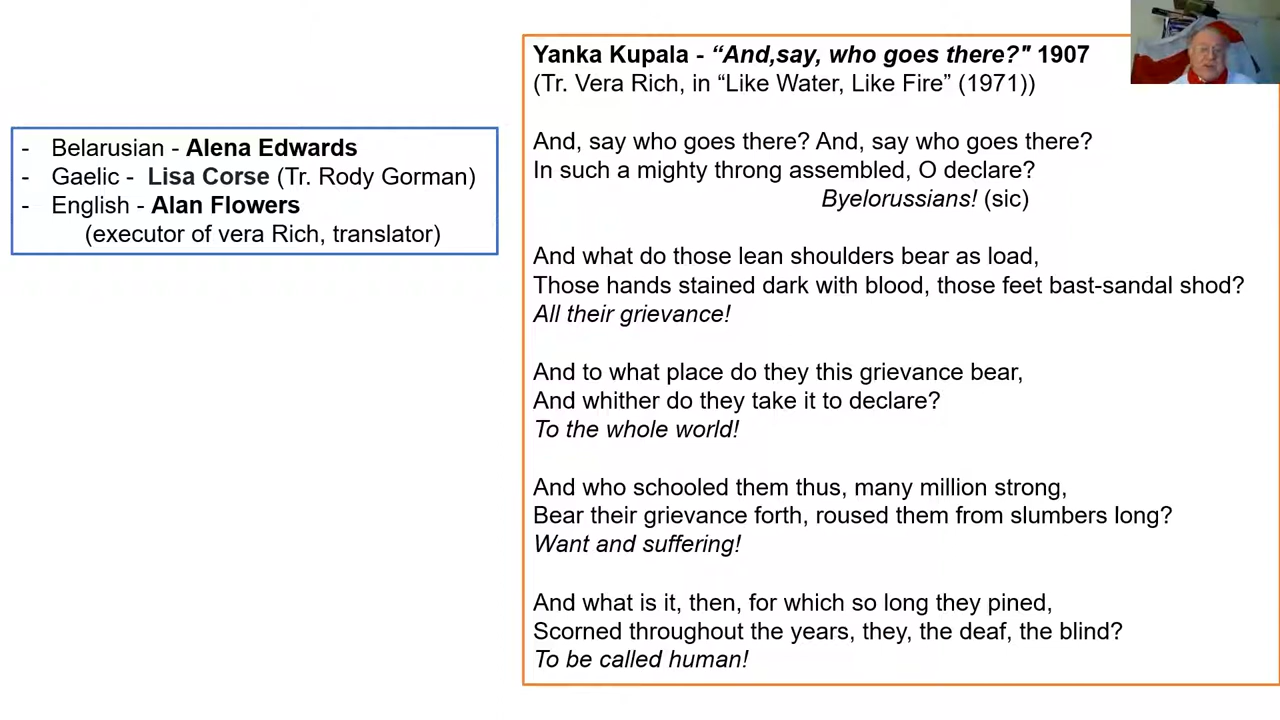 - Belarusian - Alena Edwards
- Gaelic - Lisa Corse (Tr. Rody Gorman)
- English - Alan Flowers
(executor of vera Rich, translator)
Yanka Kupala - “And,say, who goes there?" 1907
(Tr. Vera Rich, in “Like Water, Like Fire” (1971))
And, say who goes there? And, say who goes there?
In such a mighty throng assembled, O declare?
Byelorussians! (sic)
And what do those lean shoulders bear as load,
Those hands stained dark with blood, those feet bast-sandal shod?
All their grievance!
And to what place do they this grievance bear,
And whither do they take it to declare?
To the whole world!
And who schooled them thus, many million strong,
Bear their grievance forth, roused them from slumbers long?
Want and suffering!
And what is it, then, for which so long they pined,
Scorned throughout the years, they, the deaf, the blind?
To be called human!